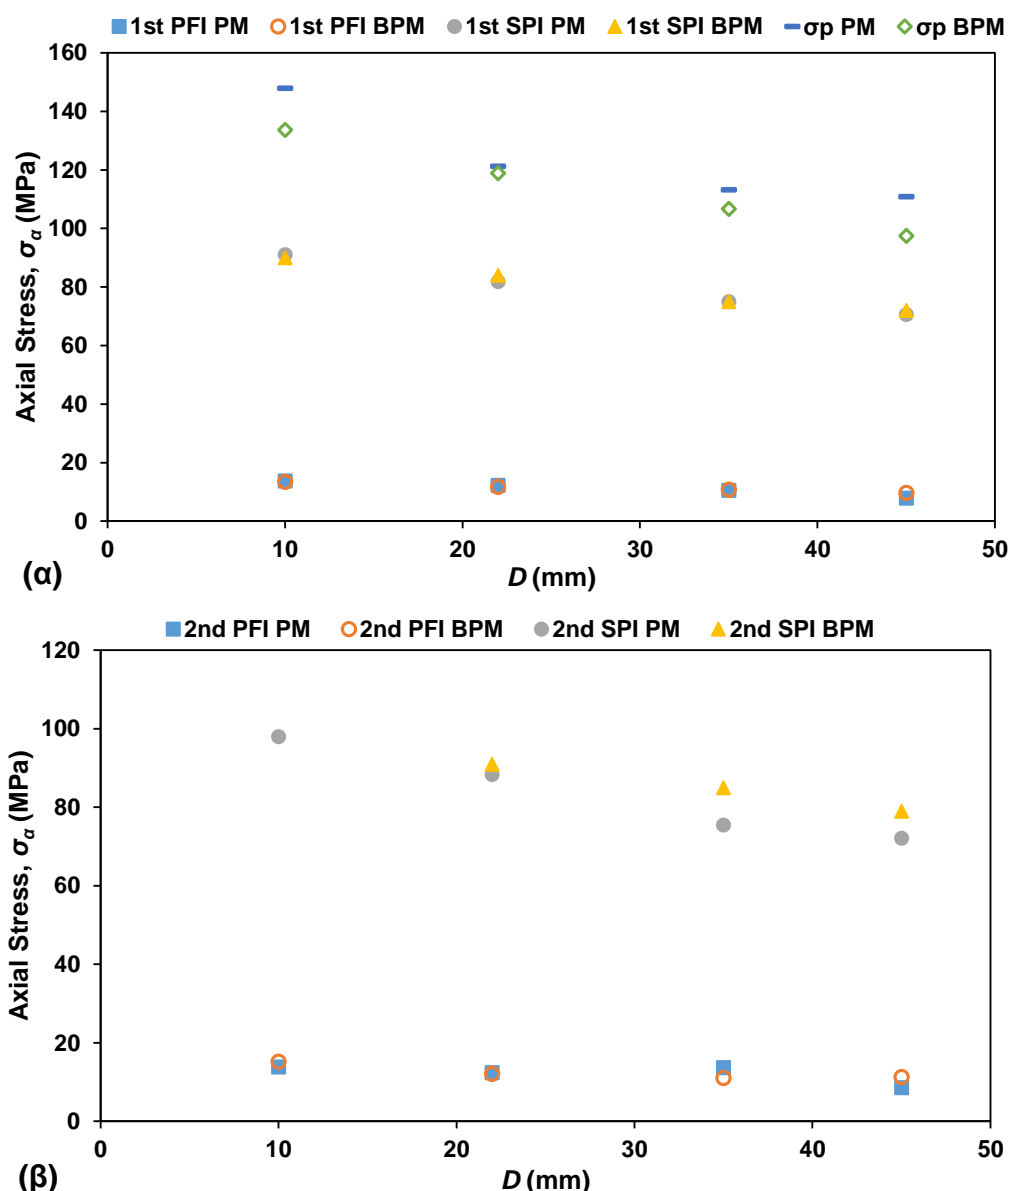 1st PFI PM 1st PFI BPM 1st SPI PM 1st SPI BPM σp PM σp BPM
160
140
120
100
80
60
40
20
0
Axial Stress, σα (MPa)
0 10 20 30 40 50
D (mm)
(α)
2nd PFI PM 2nd PFI BPM 2nd SPI PM 2nd SPI BPM
120
100
80
60
40
20
0
Axial Stress, σα (MPa)
0 10 20 30 40 50
D (mm)
(β)